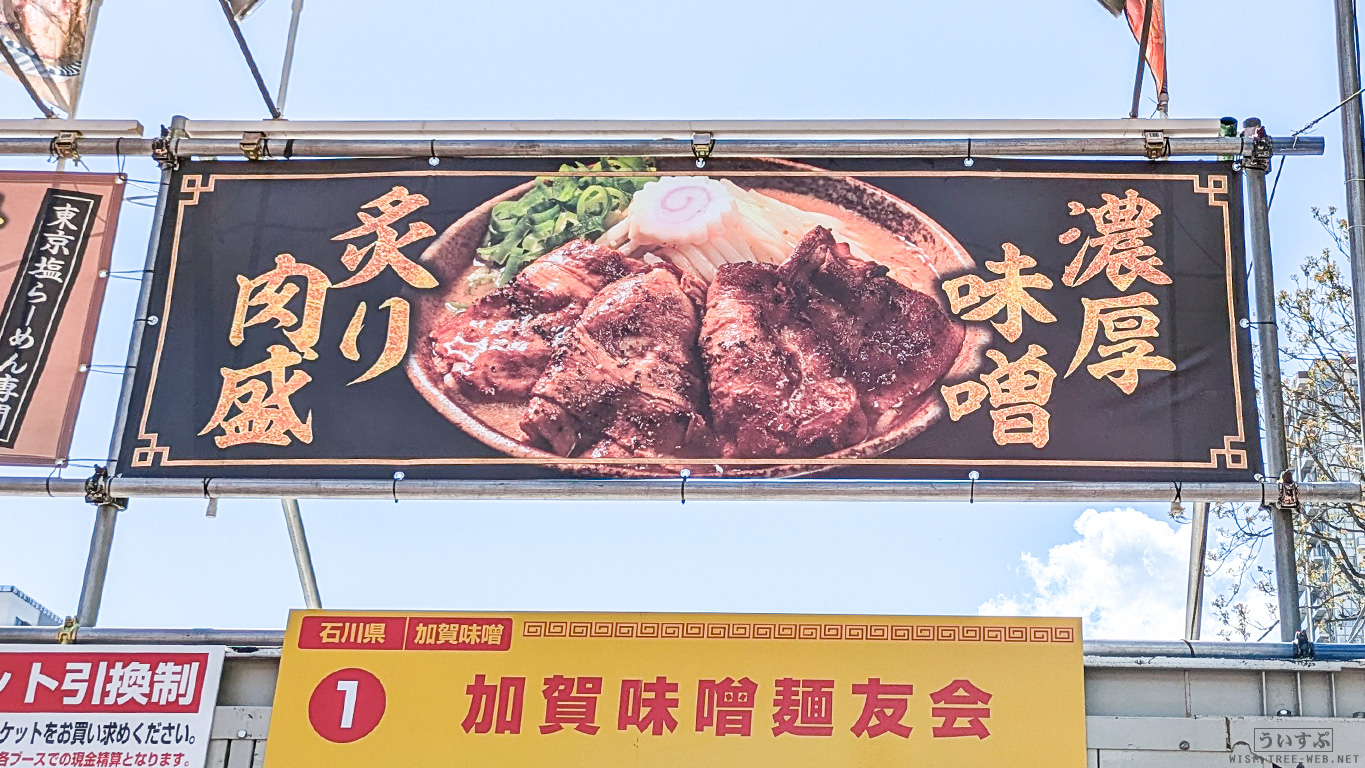 濃厚
味噌
炙り
肉盛
東京塩らーめん専門
石川県 加賀味噌
1 加賀味噌麺友会
ット引換制
ケットをお買い求めください。
各ブースでの現金精算となります。
ういすぷ
WISP.TREE-WEB.NET